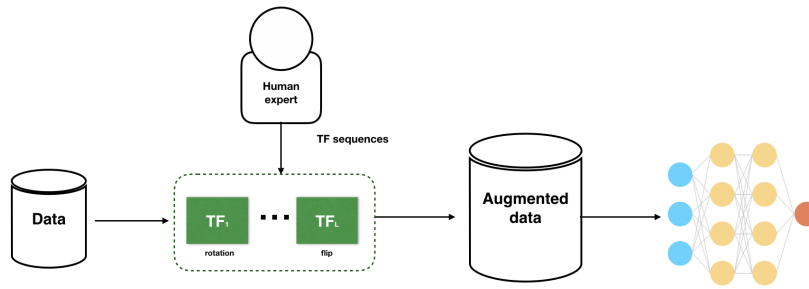 Human
expert
TF sequences
Data
TF₁
...
TFL
rotation
flip
Augmented
data